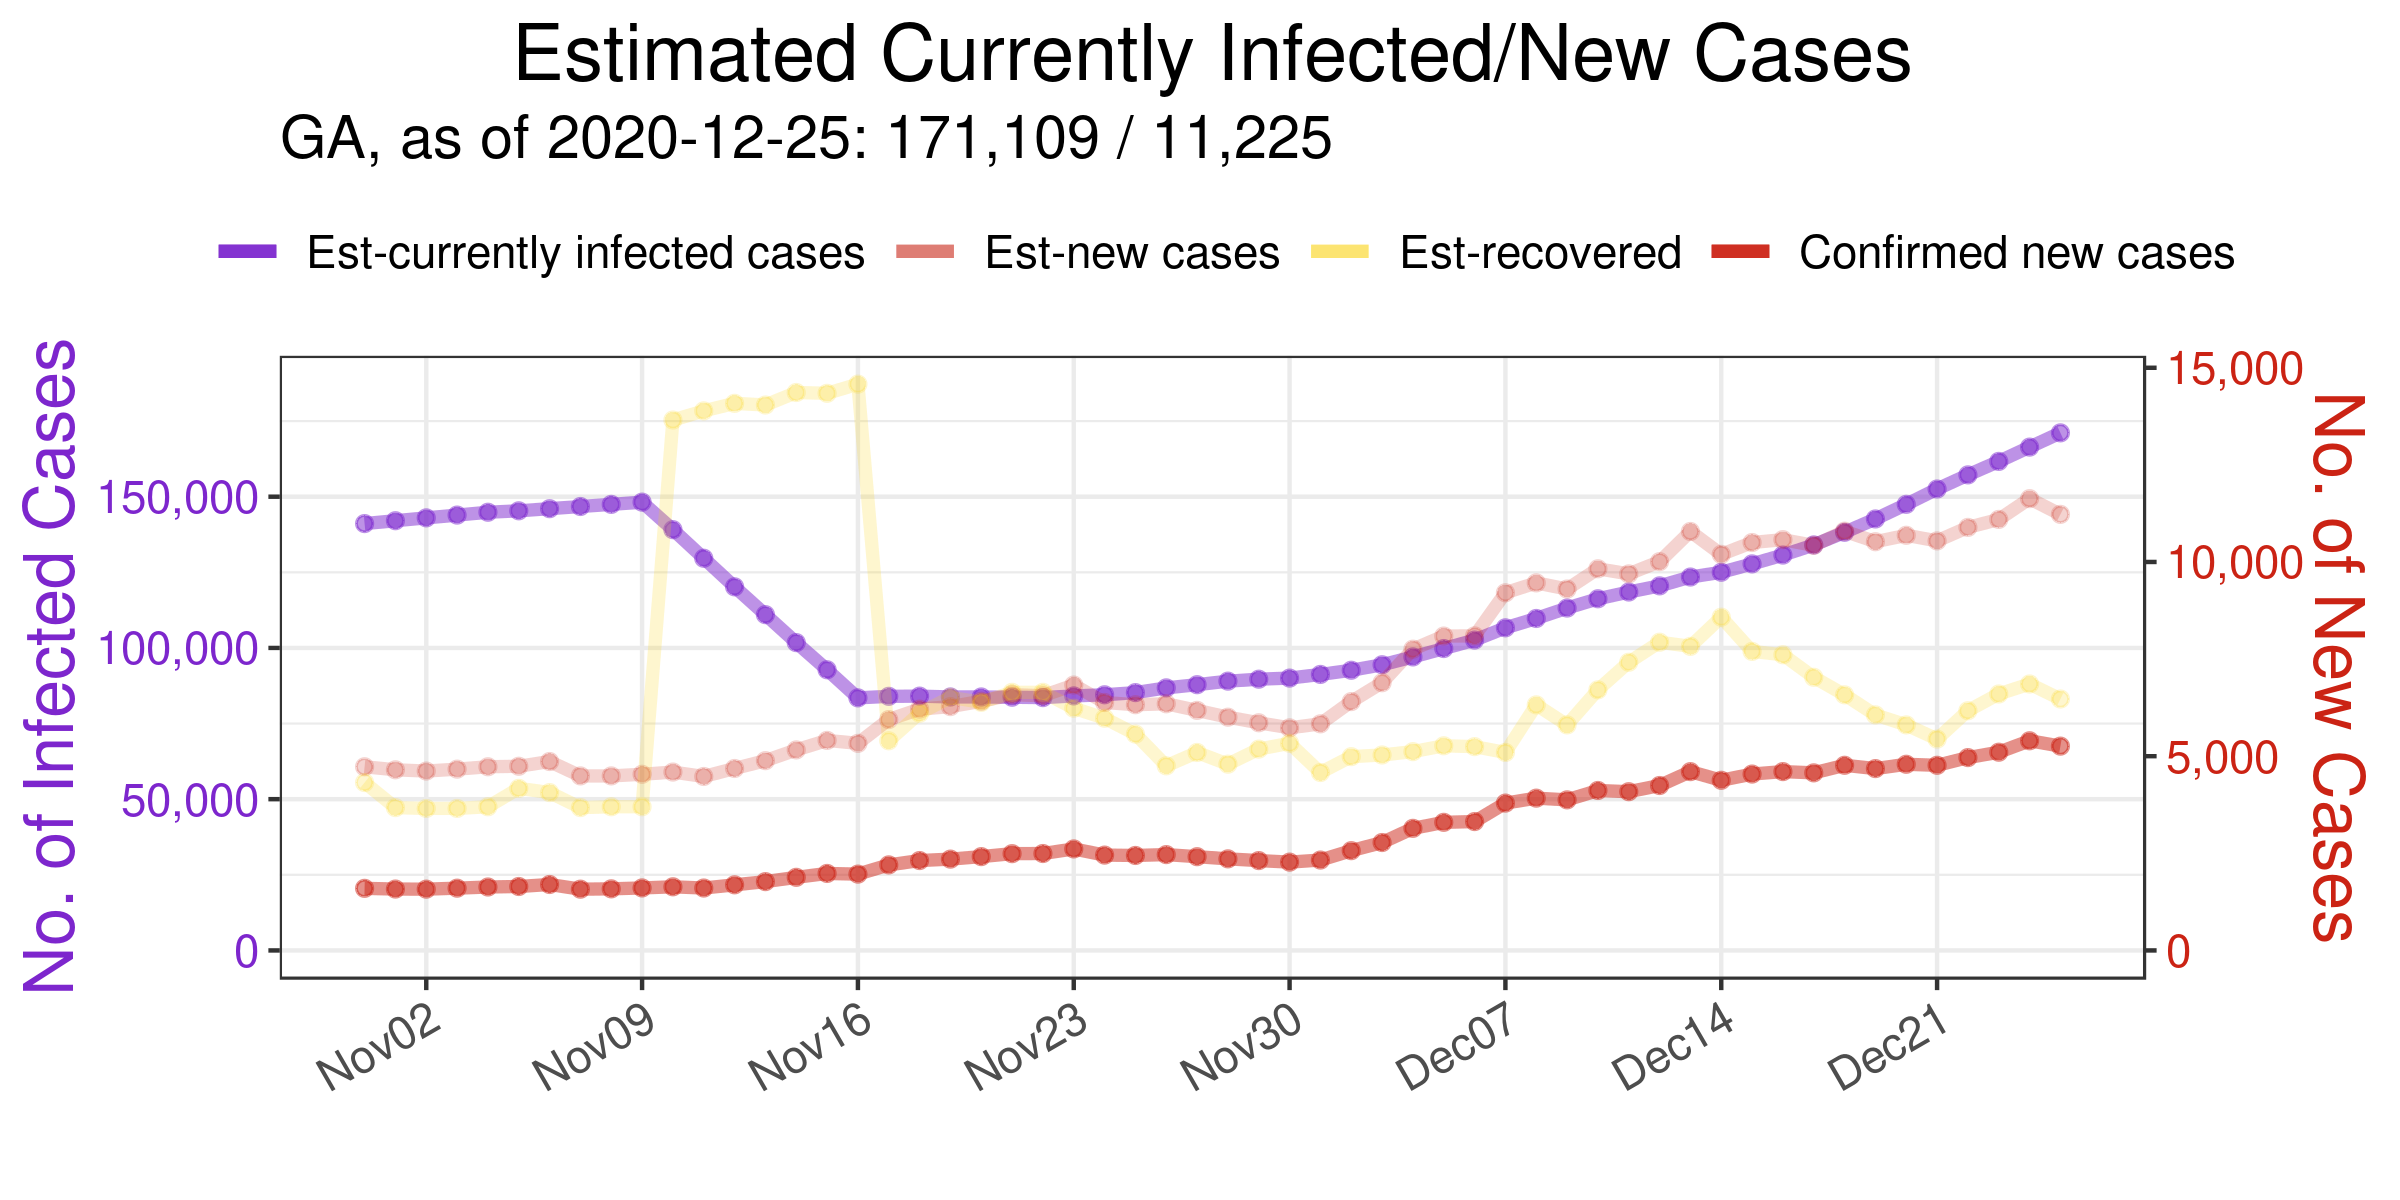 Estimated Currently Infected/New Cases
GA, as of 2020-12-25: 171,109 / 11,225
Est-currently infected cases Est-new cases Est-recovered Confirmed new cases
No. of Infected Cases
150,000
100,000
50,000
0
15,000
10,000
5,000
0
No. of New Cases
Nov02 Nov09 Nov16 Nov23 Nov30 Dec07 Dec14 Dec21